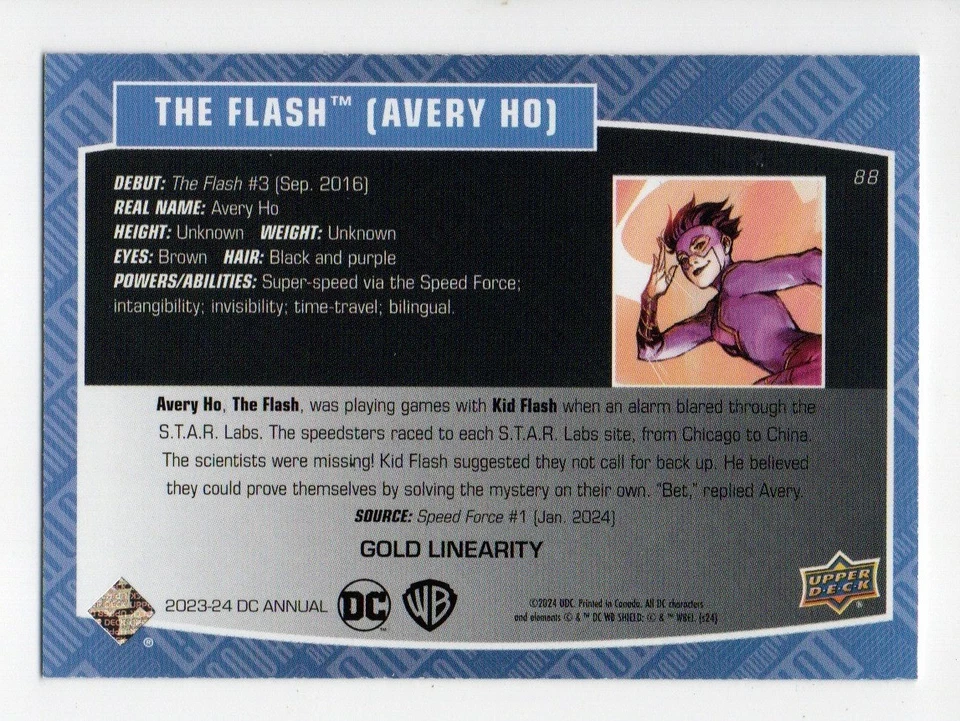 THE FLASH™ (AVERY HO)
88
DEBUT: The Flash #3 (Sep. 2016)
REAL NAME: Avery Ho
HEIGHT: Unknown WEIGHT: Unknown
EYES: Brown HAIR: Black and purple
POWERS/ABILITIES: Super-speed via the Speed Force;
intangibility; invisibility; time-travel; bilingual.
Avery Ho, The Flash, was playing games with Kid Flash when an alarm blared through the
S.T.A.R. Labs. The speedsters raced to each S.T.A.R. Labs site, from Chicago to China.
The scientists were missing! Kid Flash suggested they not call for back up. He believed
they could prove themselves by solving the mystery on their own. "Bet," replied Avery.
SOURCE: Speed Force #1 (Jan. 2024)
GOLD LINEARITY
2023-24 DC ANNUAL
DC
WB
©2024 UDC. Printed in Canada. All DC characters
and elements © & ™ DC WB SHIELD: © & ™ WBEI. (s24)
UPPER
DECK